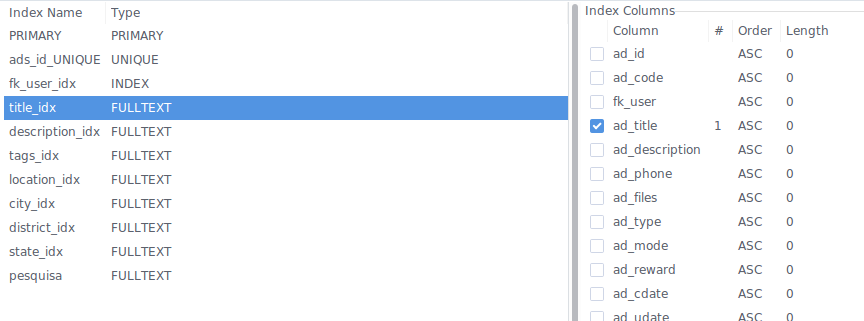 Index Name Type
PRIMARY PRIMARY
ads_id_UNIQUE UNIQUE
fk_user_idx INDEX
title_idx FULLTEXT
description_idx FULLTEXT
tags_idx FULLTEXT
location_idx FULLTEXT
city_idx FULLTEXT
district_idx FULLTEXT
state_idx FULLTEXT
pesquisa FULLTEXT
Index Columns
Column # Order Length
ad_id ASC 0
ad_code ASC 0
fk_user ASC 0
ad_title 1 ASC 0
ad_description ASC 0
ad_phone ASC 0
ad_files ASC 0
ad_type ASC 0
ad_mode ASC 0
ad_reward ASC 0
ad_cdate ASC 0
ad_udate ASC 0